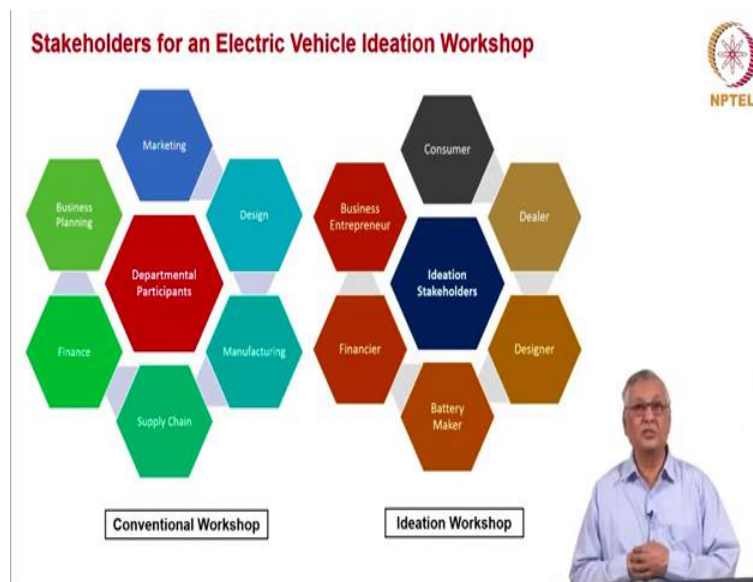 Stakeholders for an Electric Vehicle Ideation Workshop
NPTEL
Marketing
Business
Planning
Design
Departmental
Participants
Finance
Manufacturing
Supply Chain
Conventional Workshop
Consumer
Business
Entrepreneur
Dealer
Ideation
Stakeholders
Financier
Designer
Battery
Maker
Ideation Workshop